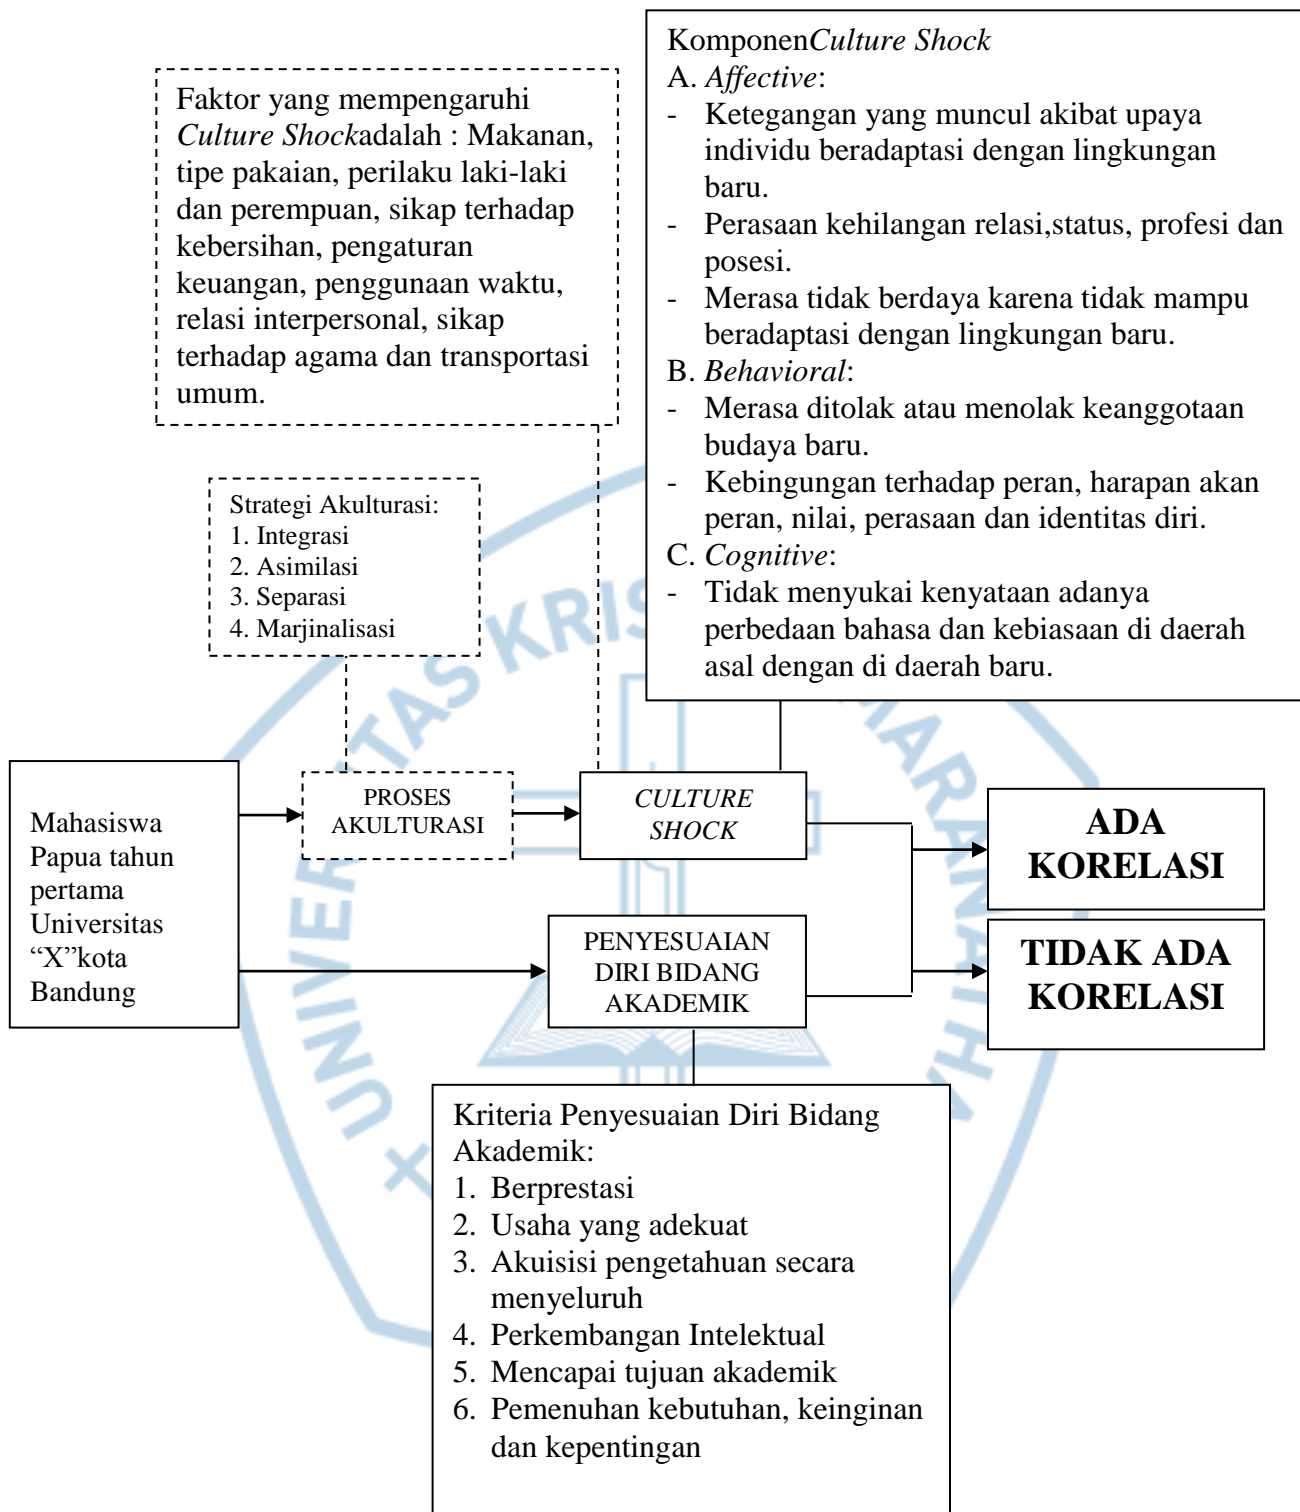 Komponen Culture Shock
A. Affective:
- Ketegangan yang muncul akibat upaya
individu beradaptasi dengan lingkungan
baru.
- Perasaan kehilangan relasi,status, profesi dan
posesi.
- Merasa tidak berdaya karena tidak mampu
beradaptasi dengan lingkungan baru.
B. Behavioral:
- Merasa ditolak atau menolak keanggotaan
budaya baru.
- Kebingungan terhadap peran, harapan akan
peran, nilai, perasaan dan identitas diri.
C. Cognitive:
- Tidak menyukai kenyataan adanya
perbedaan bahasa dan kebiasaan di daerah
asal dengan di daerah baru.
Faktor yang mempengaruhi
Culture Shockadalah : Makanan,
tipe pakaian, perilaku laki-laki
dan perempuan, sikap terhadap
kebersihan, pengaturan
keuangan, penggunaan waktu,
relasi interpersonal, sikap
terhadap agama dan transportasi
umum.
Strategi Akulturasi:
1. Integrasi
2. Asimilasi
3. Separasi
4. Marjinalisasi
Mahasiswa
Papua tahun
pertama
Universitas
“X”kota
Bandung
PROSES
AKULTURASI
CULTURE
SHOCK
ADA
KORELASI
PENYESUAIAN
DIRI BIDANG
AKADEMIK
TIDAK ADA
KORELASI
Kriteria Penyesuaian Diri Bidang
Akademik:
1. Berprestasi
2. Usaha yang adekuat
3. Akuisisi pengetahuan secara
menyeluruh
4. Perkembangan Intelektual
5. Mencapai tujuan akademik
6. Pemenuhan kebutuhan, keinginan
dan kepentingan